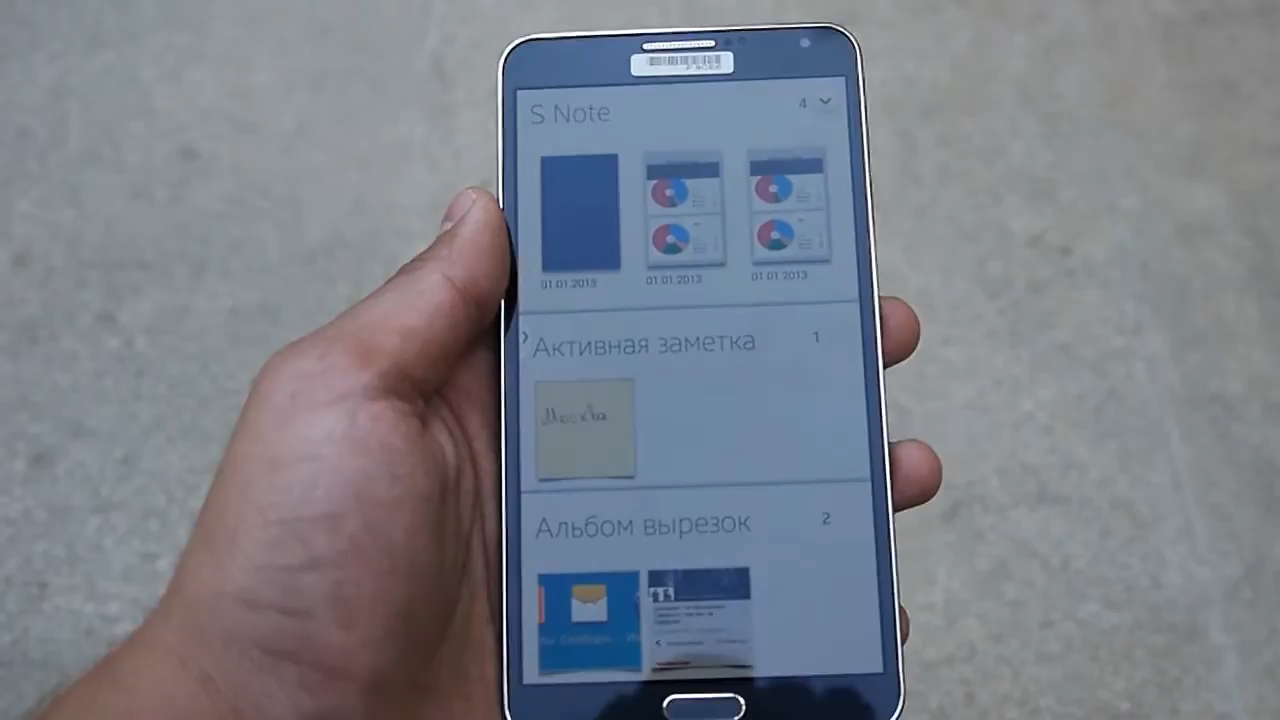 S Note
4
01.01.2013
01.01.2013
01.01.2013
Активная заметка
1
Москва
Альбом вырезок
2